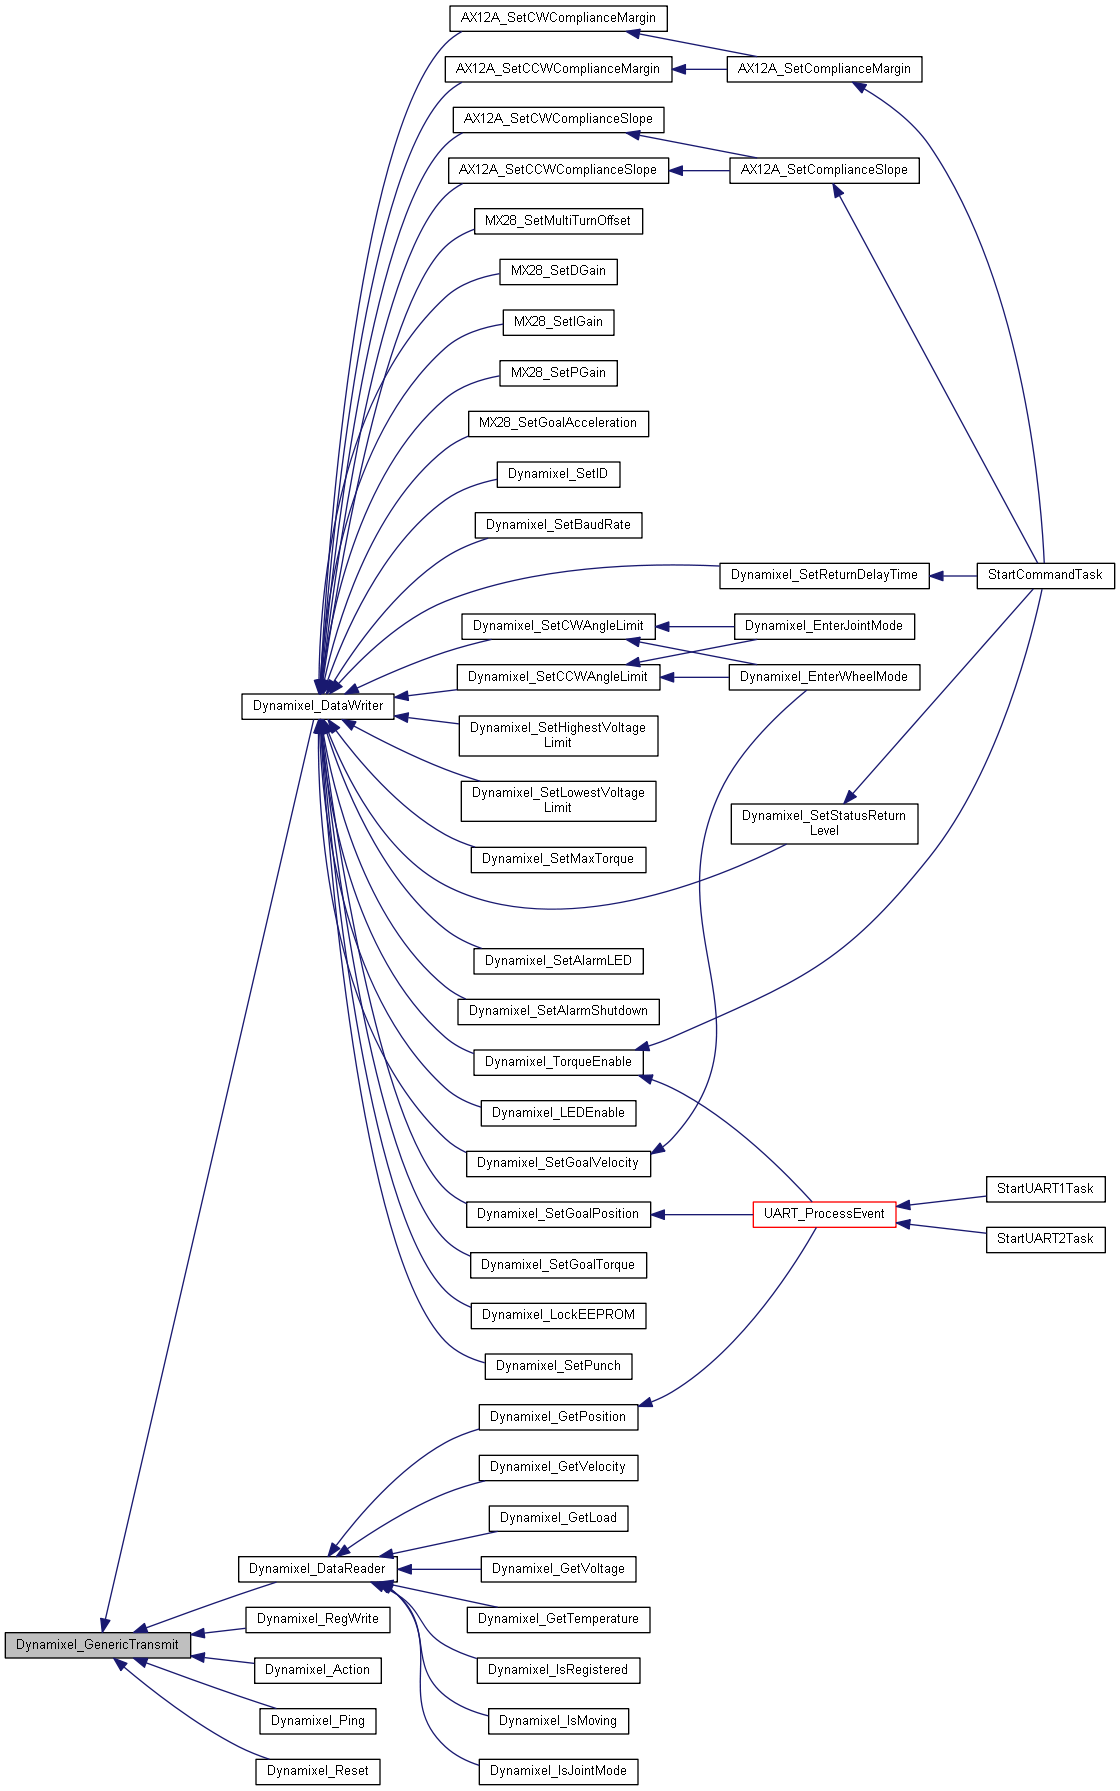 AX12A_SetCWComplianceMargin
AX12A_SetCCWComplianceMargin
AX12A_SetComplianceMargin
AX12A_SetCWComplianceSlope
AX12A_SetCCWComplianceSlope
AX12A_SetComplianceSlope
MX28_SetMultiTurnOffset
MX28_SetDGain
MX28_SetIGain
MX28_SetPGain
MX28_SetGoalAcceleration
Dynamixel_SetID
Dynamixel_SetBaudRate
Dynamixel_SetReturnDelayTime
StartCommandTask
Dynamixel_SetCWAngleLimit
Dynamixel_EnterJointMode
Dynamixel_SetCCWAngleLimit
Dynamixel_EnterWheelMode
Dynamixel_DataWriter
Dynamixel_SetHighestVoltage
Limit
Dynamixel_SetLowestVoltage
Limit
Dynamixel_SetStatusReturn
Level
Dynamixel_SetMaxTorque
Dynamixel_SetAlarmLED
Dynamixel_SetAlarmShutdown
Dynamixel_TorqueEnable
Dynamixel_LEDEnable
Dynamixel_SetGoalVelocity
Dynamixel_SetGoalPosition
UART_ProcessEvent
StartUART1Task
StartUART2Task
Dynamixel_SetGoalTorque
Dynamixel_LockEEPROM
Dynamixel_SetPunch
Dynamixel_GetPosition
Dynamixel_GetVelocity
Dynamixel_GetLoad
Dynamixel_DataReader
Dynamixel_GetVoltage
Dynamixel_RegWrite
Dynamixel_GetTemperature
Dynamixel_GenericTransmit
Dynamixel_Action
Dynamixel_IsRegistered
Dynamixel_Ping
Dynamixel_IsMoving
Dynamixel_Reset
Dynamixel_IsJointMode